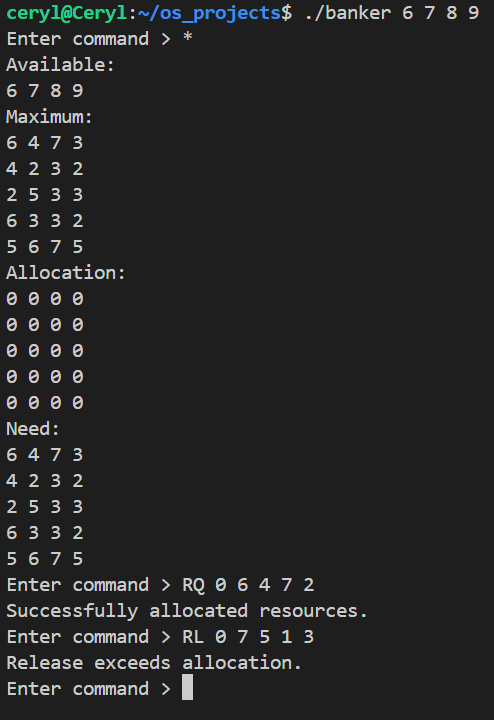 ceryl@Ceryl:~/os_projects$ ./banker 6 7 8 9
Enter command > *
Available:
6 7 8 9
Maximum:
6 4 7 3
4 2 3 2
2 5 3 3
6 3 3 2
5 6 7 5
Allocation:
0 0 0 0
0 0 0 0
0 0 0 0
0 0 0 0
0 0 0 0
Need:
6 4 7 3
4 2 3 2
2 5 3 3
6 3 3 2
5 6 7 5
Enter command > RQ 0 6 4 7 2
Successfully allocated resources.
Enter command > RL 0 7 5 1 3
Release exceeds allocation.
Enter command >